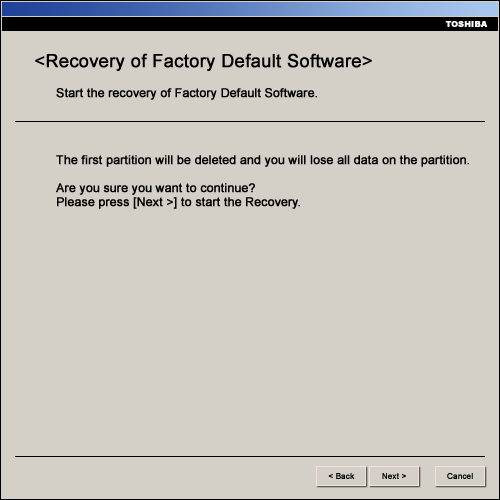 TOSHIBA
<Recovery of Factory Default Software>
Start the recovery of Factory Default Software.
The first partition will be deleted and you will lose all data on the partition.
Are you sure you want to continue?
Please press [Next >] to start the Recovery.
< Back Next > Cancel